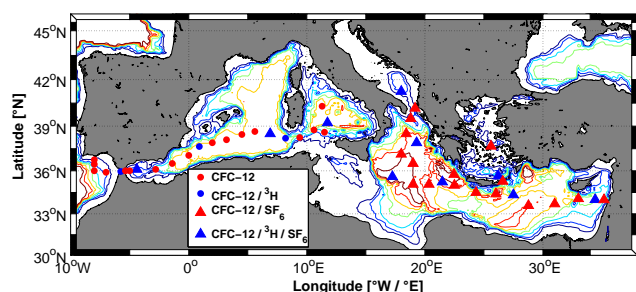 45°N
42°N
39°N
36°N
33°N
30°N
Latitude [°N]
10°W
0°
10°E
20°E
30°E
Longitude [°W / °E]
CFC–12
CFC–12 / ³H
CFC–12 / SF₆
CFC–12 / ³H / SF₆